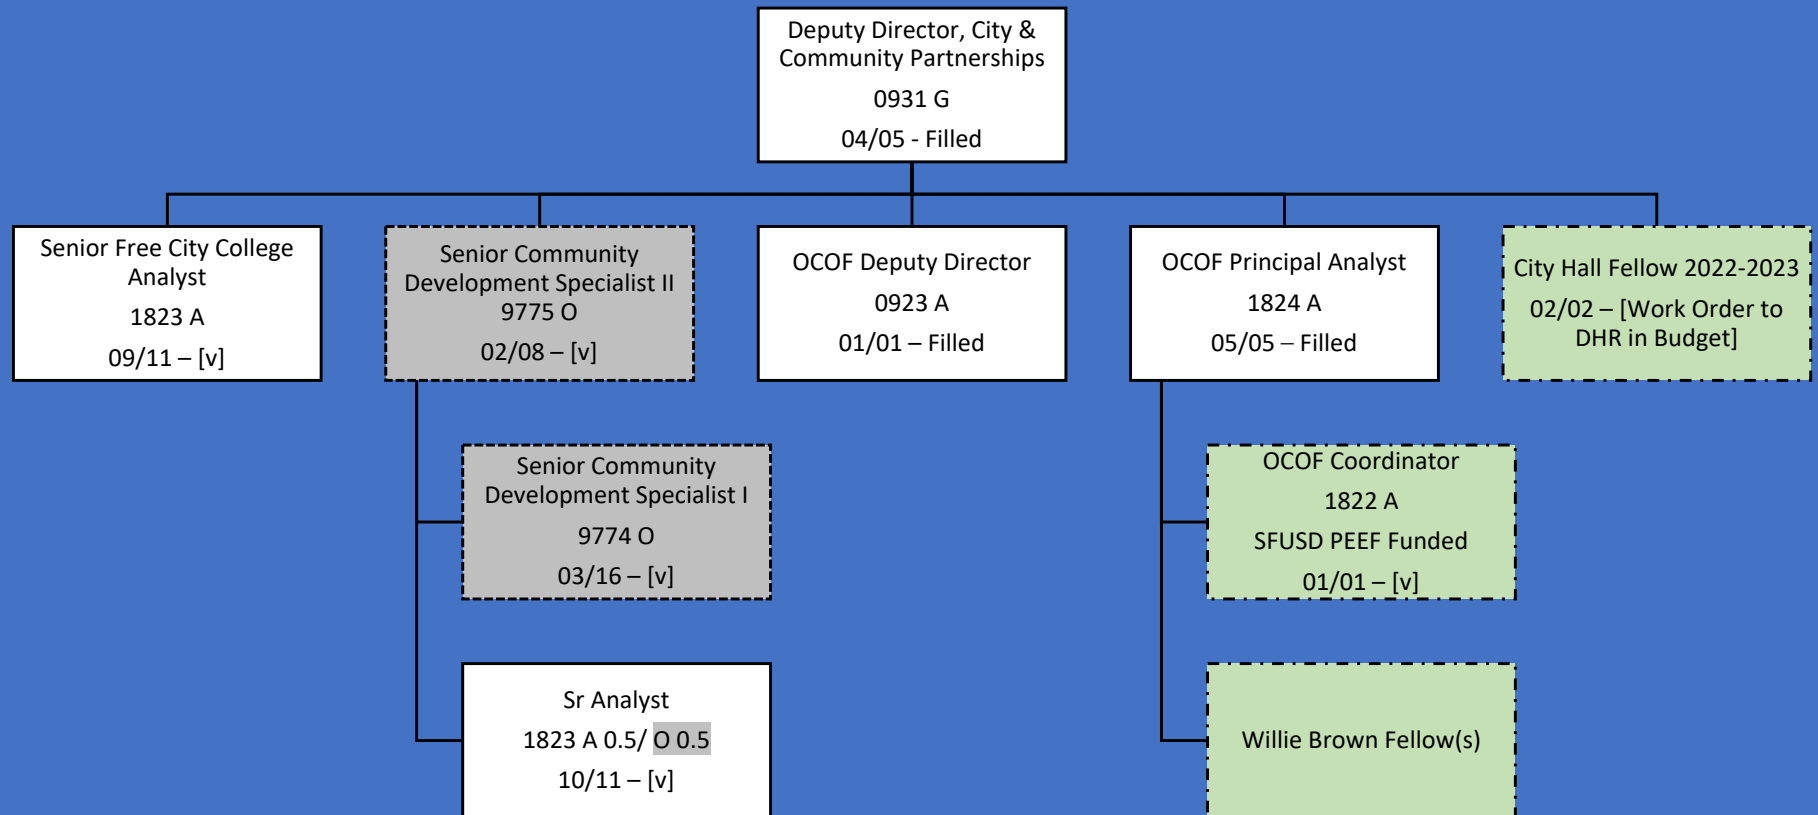 Deputy Director, City &
Community Partnerships
0931 G
04/05 - Filled
Senior Free City College
Analyst
1823 A
09/11 – [v]
Senior Community
Development Specialist II
9775 O
02/08 – [v]
OCOF Deputy Director
0923 A
01/01 – Filled
OCOF Principal Analyst
1824 A
05/05 – Filled
City Hall Fellow 2022-2023
02/02 – [Work Order to
DHR in Budget]
Senior Community
Development Specialist I
9774 O
03/16 – [v]
OCOF Coordinator
1822 A
SFUSD PEEF Funded
01/01 – [v]
Sr Analyst
1823 A 0.5/ O 0.5
10/11 – [v]
Willie Brown Fellow(s)